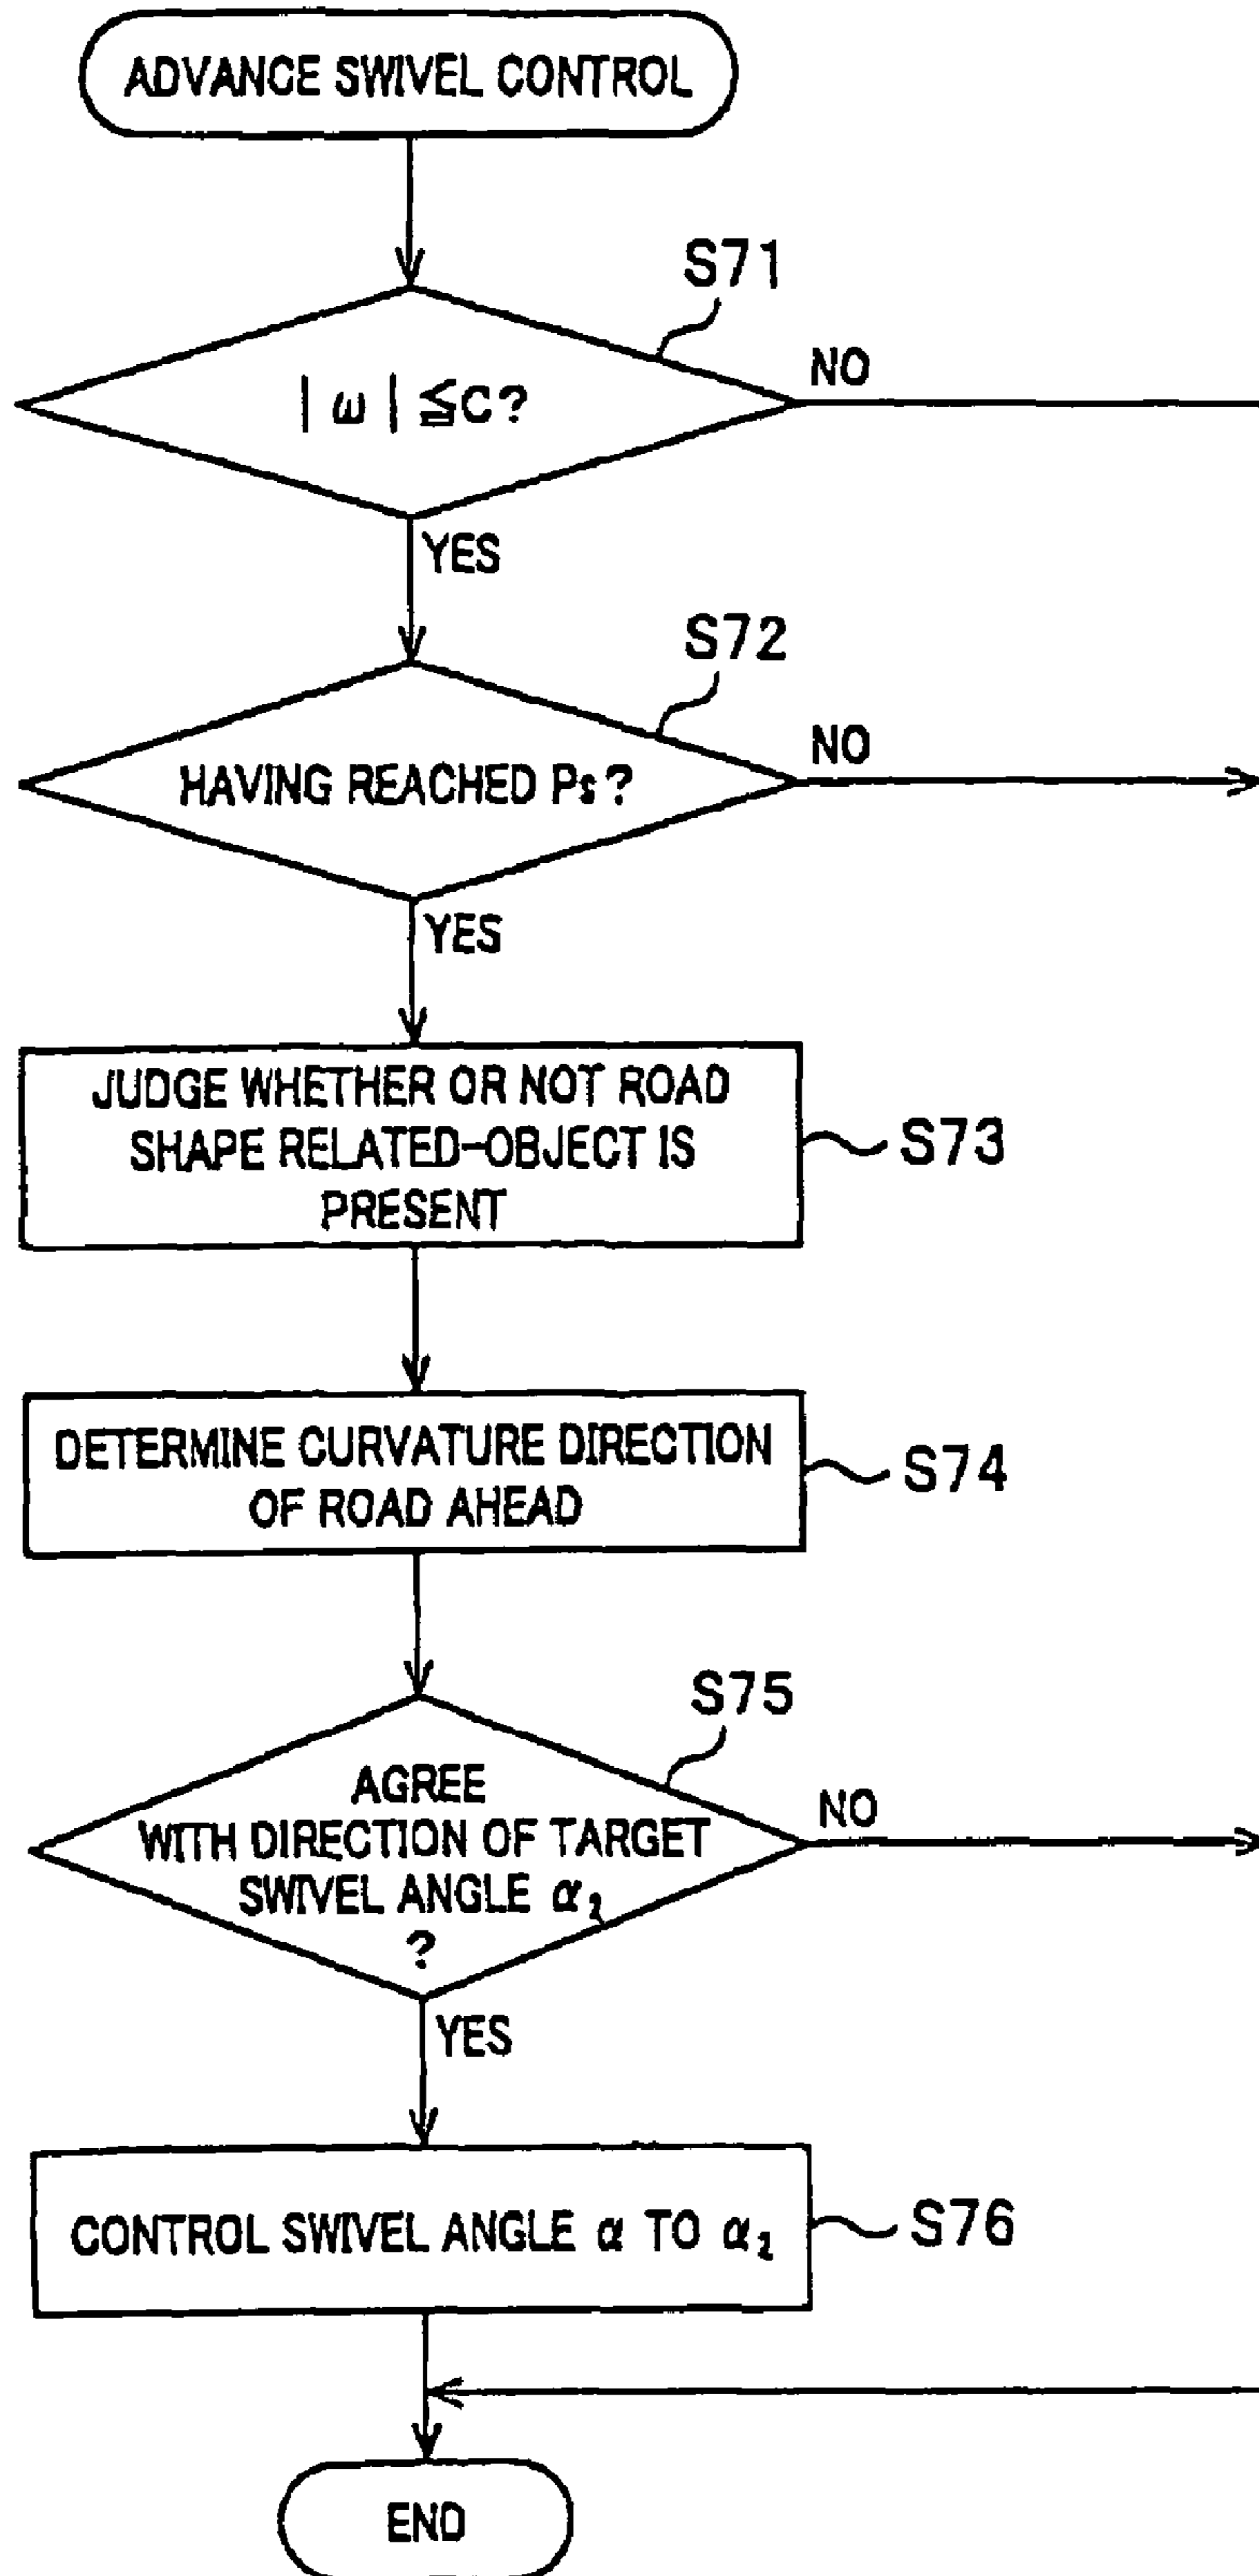 ADVANCE SWIVEL CONTROL
S71
| ω | ≦C?
NO
YES
S72
HAVING REACHED Ps?
NO
YES
JUDGE WHETHER OR NOT ROAD
SHAPE RELATED-OBJECT IS
PRESENT
S73
DETERMINE CURVATURE DIRECTION
OF ROAD AHEAD
S74
S75
AGREE
WITH DIRECTION OF TARGET
SWIVEL ANGLE α₂
?
NO
YES
CONTROL SWIVEL ANGLE α TO α₂
S76
END